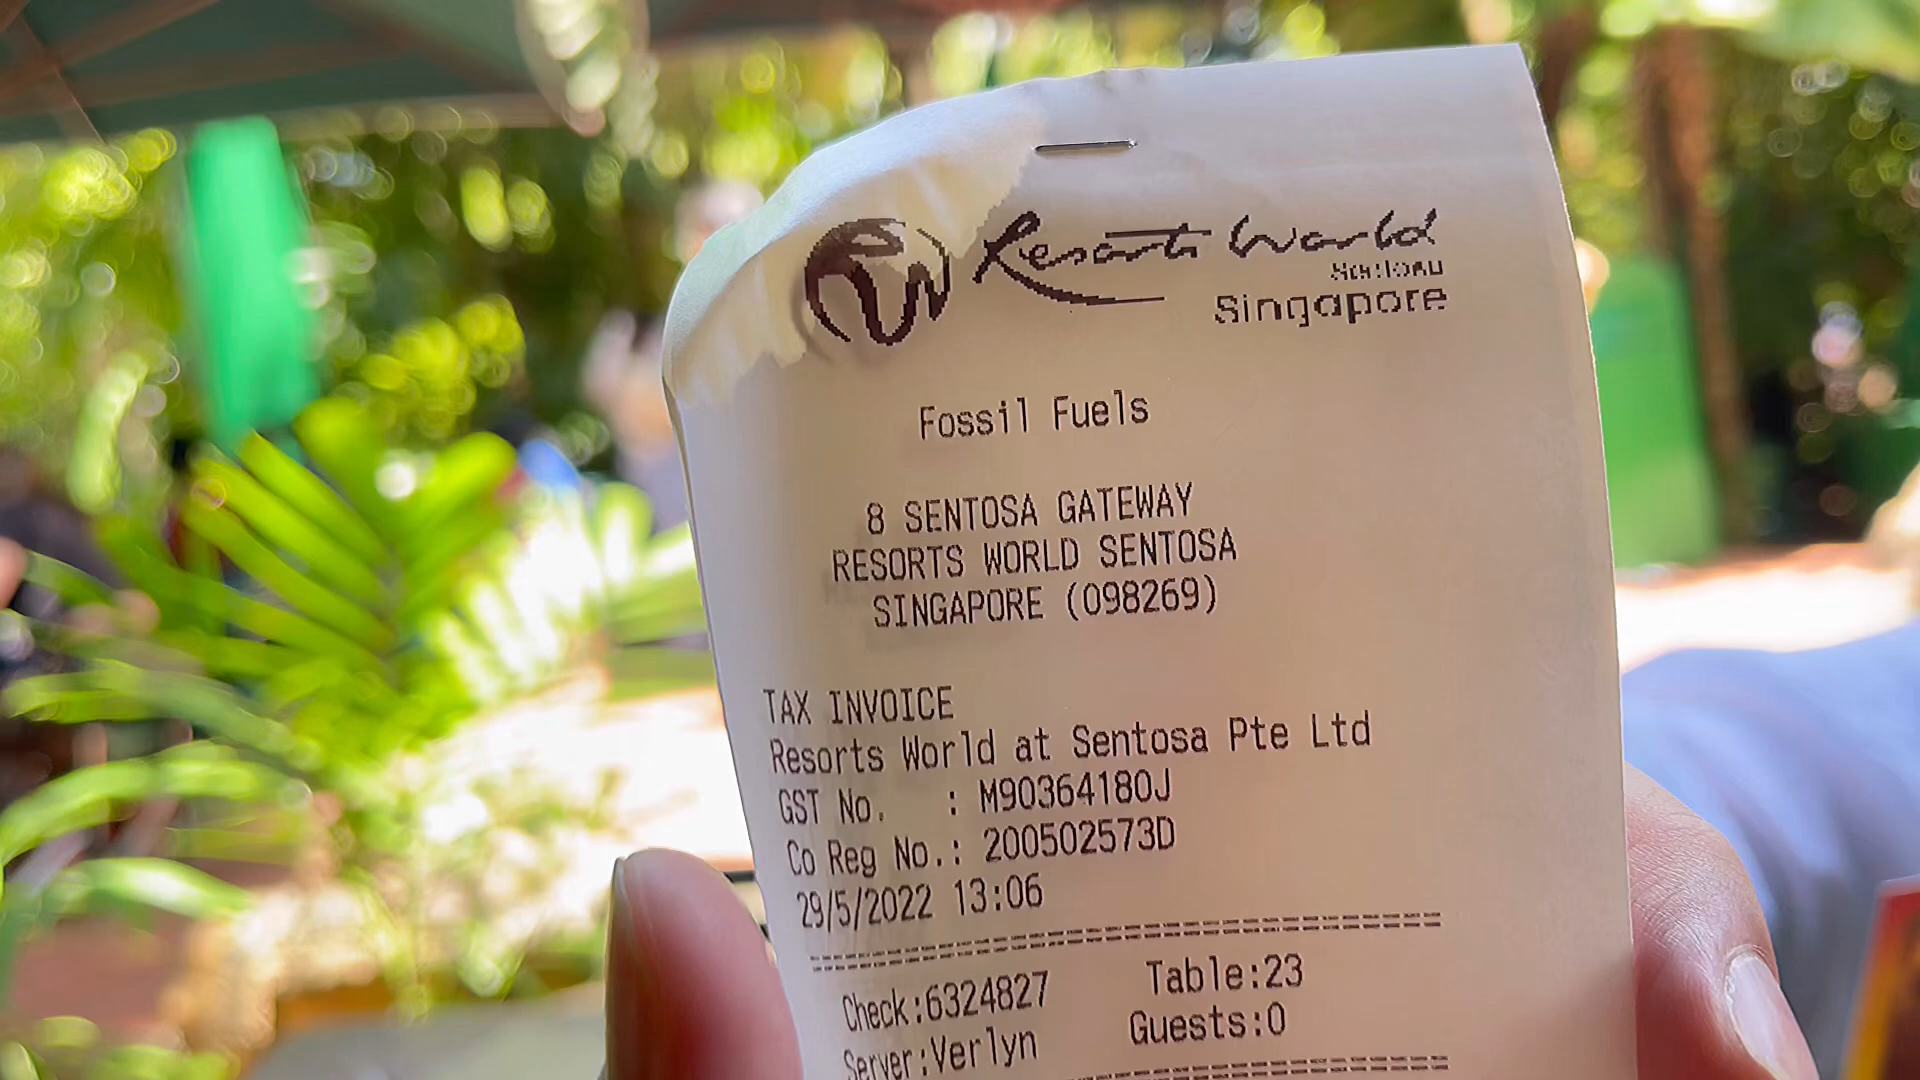 Resorts World
Sentosa
Singapore
Fossil Fuels
8 SENTOSA GATEWAY
RESORTS WORLD SENTOSA
SINGAPORE (098269)
TAX INVOICE
Resorts World at Sentosa Pte Ltd
GST No. : M90364180J
Co Reg No.: 200502573D
29/5/2022 13:06
Check:6324827 Table:23
Server:Verlyn Guests:0